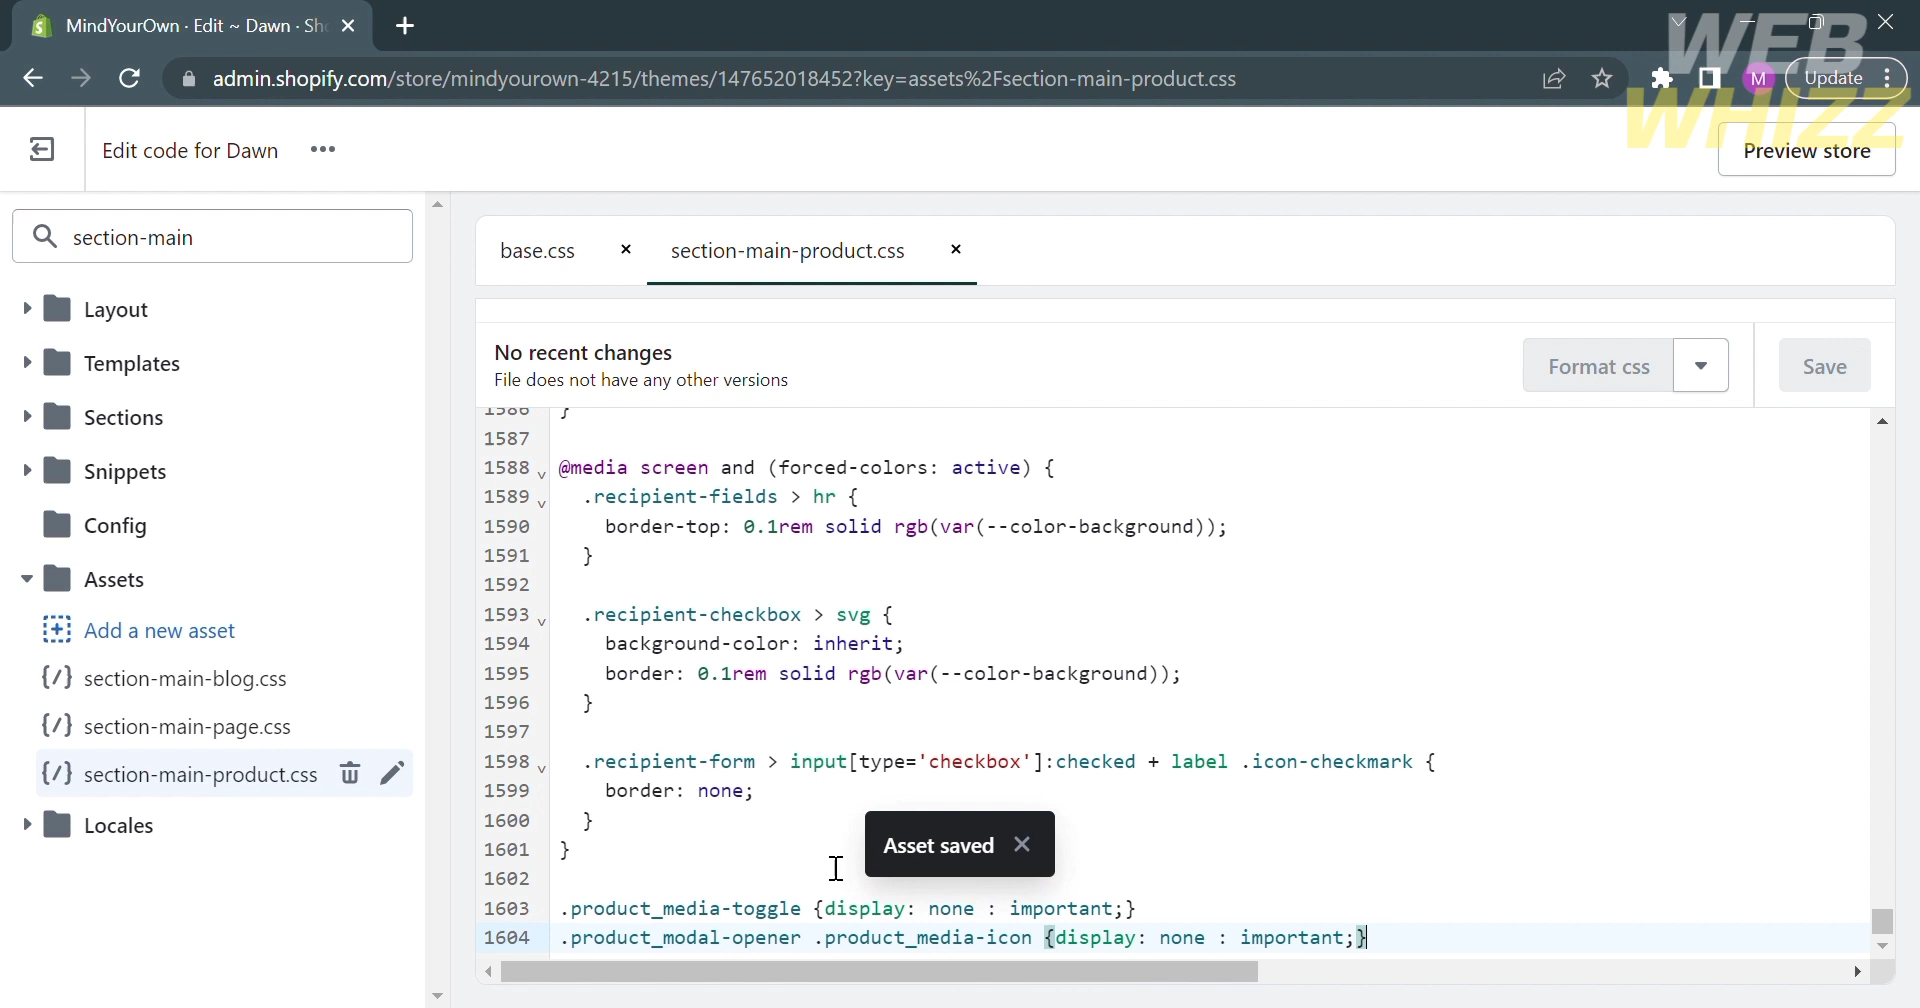 MindYourOwn · Edit ~ Dawn · Sh
admin.shopify.com/store/mindyourown-4215/themes/147652018452?key=assets%2Fsection-main-product.css
M
Update
WEB
WHIZZ
Edit code for Dawn
Preview store
section-main
Layout
Templates
Sections
Snippets
Config
Assets
Add a new asset
{/} section-main-blog.css
{/} section-main-page.css
{/} section-main-product.css
Locales
base.css
section-main-product.css
No recent changes
File does not have any other versions
Format css
Save
1586 }
1587
1588 @media screen and (forced-colors: active) {
1589 .recipient-fields > hr {
1590 border-top: 0.1rem solid rgb(var(--color-background));
1591 }
1592
1593 .recipient-checkbox > svg {
1594 background-color: inherit;
1595 border: 0.1rem solid rgb(var(--color-background));
1596 }
1597
1598 .recipient-form > input[type='checkbox']:checked + label .icon-checkmark {
1599 border: none;
1600 }
1601 }
1602
1603 .product_media-toggle {display: none : important;}
1604 .product_modal-opener .product_media-icon {display: none : important;}
Asset saved